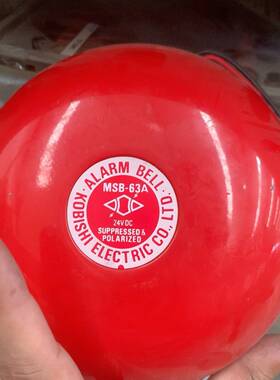 ALARM BELL
MSB-63A
24V DC
SUPPRESSED &
POLARIZED
KOBISHI ELECTRIC CO., LTD.